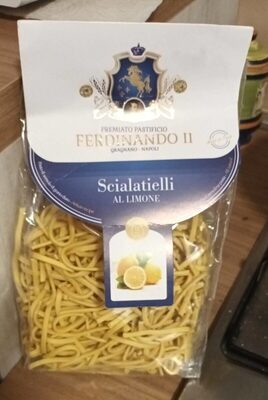 PREMIATO PASTIFICIO
FERDINANDO II
GRAGNANO - NAPOLI
Scialatielli
AL LIMONE